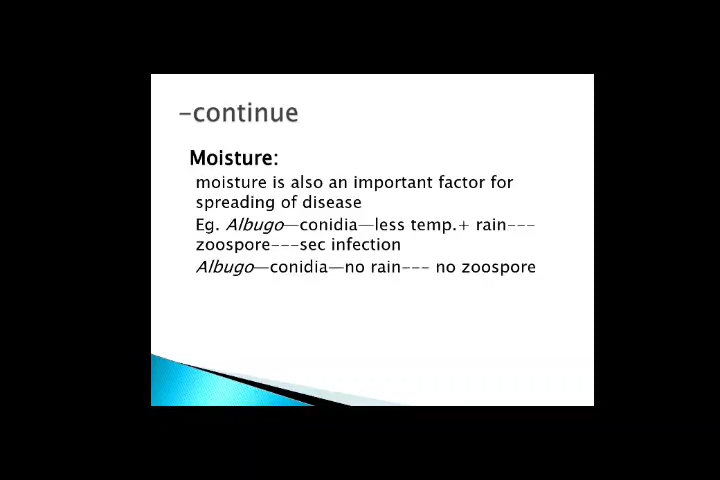 -continue
Moisture:
moisture is also an important factor for
spreading of disease
Eg. Albugo—conidia—less temp.+ rain---
zoospore---sec infection
Albugo—conidia—no rain--- no zoospore